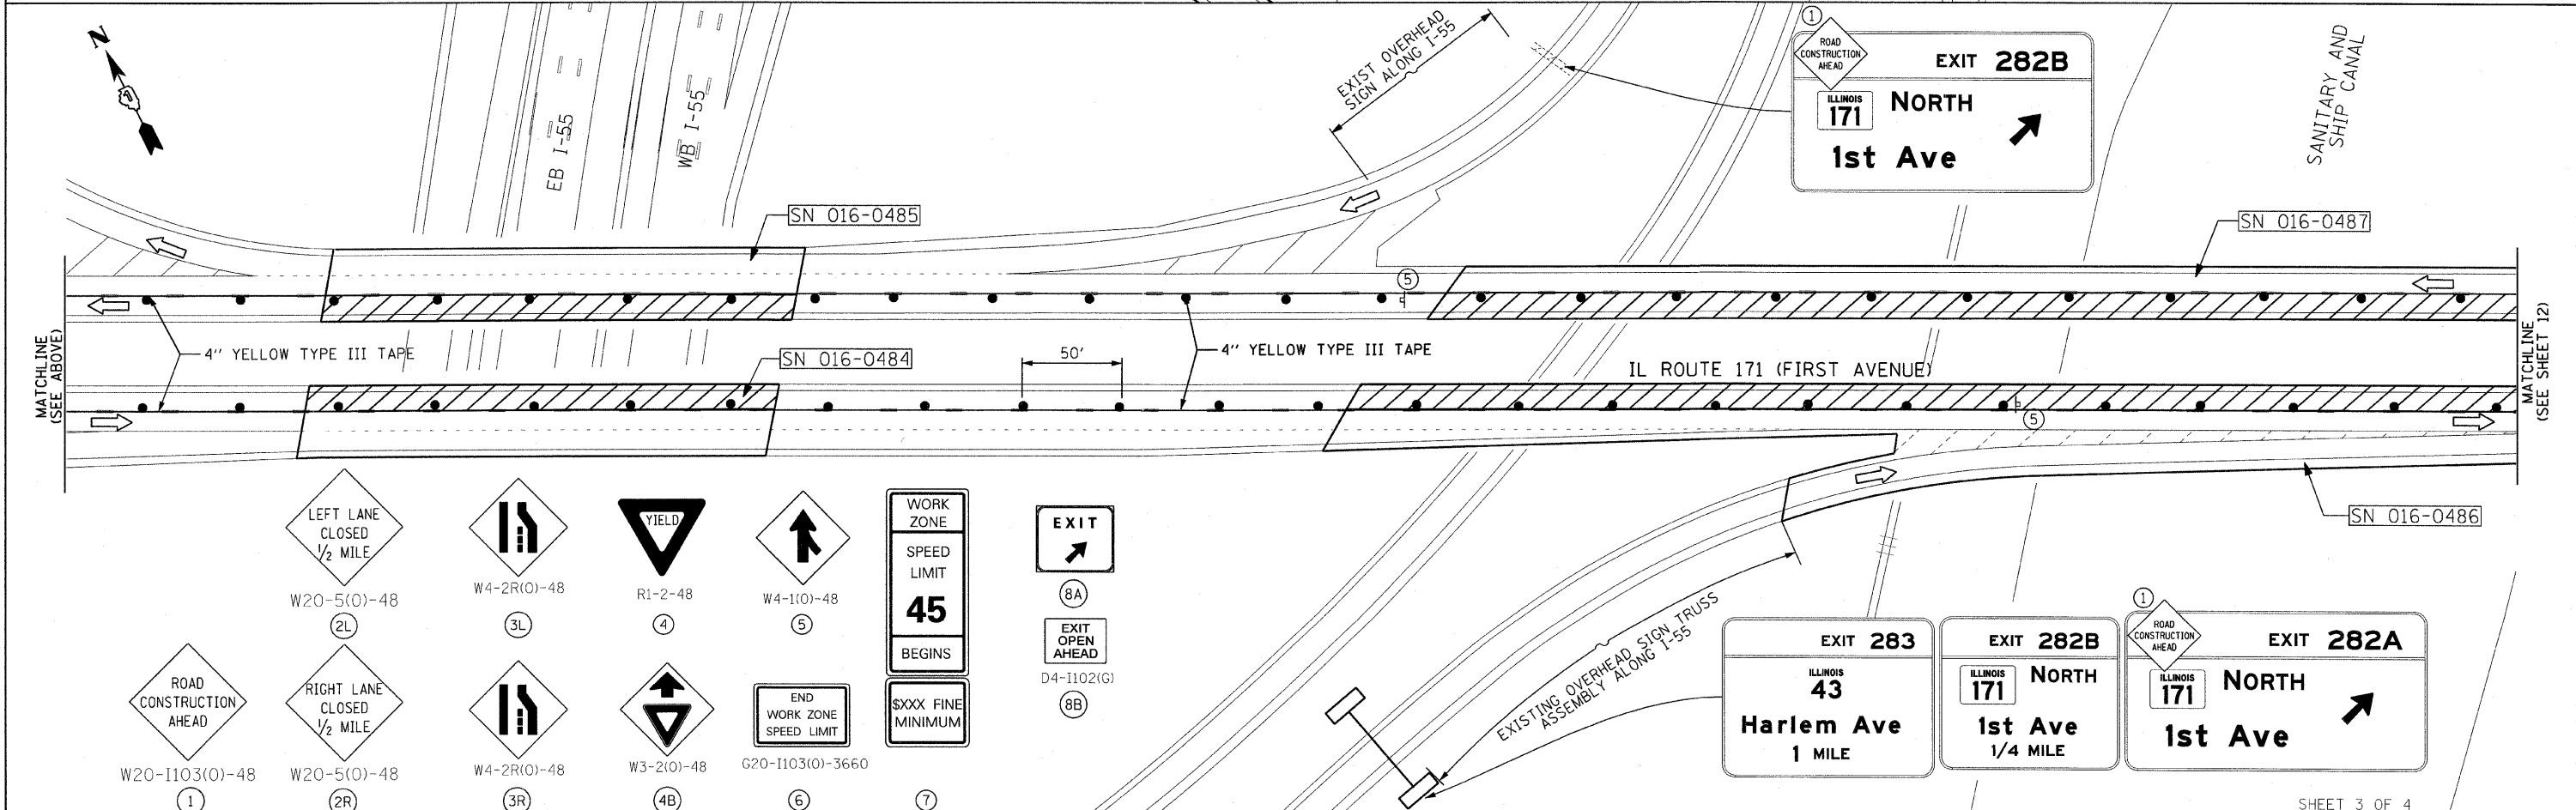 N
EB I-55
WB I-55
EXIST OVERHEAD
SIGN ALONG I-55
1
ROAD
CONSTRUCTION
AHEAD
EXIT 282B
ILLINOIS
171
NORTH
1st Ave
SANITARY AND
SHIP CANAL
SN 016-0485
SN 016-0487
5
MATCHLINE
(SEE ABOVE)
4" YELLOW TYPE III TAPE
SN 016-0484
50'
4" YELLOW TYPE III TAPE
IL ROUTE 171 (FIRST AVENUE)
MATCHLINE
(SEE SHEET 12)
5
SN 016-0486
LEFT LANE
CLOSED
1/2 MILE
W20-5(O)-48
2L
W4-2R(O)-48
3L
YIELD
R1-2-48
4
W4-1(O)-48
5
WORK
ZONE
SPEED
LIMIT
45
BEGINS
$XXX FINE
MINIMUM
7
EXIT
8A
EXIT
OPEN
AHEAD
D4-I102(G)
8B
ROAD
CONSTRUCTION
AHEAD
W20-I103(O)-48
1
RIGHT LANE
CLOSED
1/2 MILE
W20-5(O)-48
2R
W4-2R(O)-48
3R
W3-2(O)-48
4B
END
WORK ZONE
SPEED LIMIT
G20-I103(O)-3660
6
EXISTING OVERHEAD SIGN TRUSS
ASSEMBLY ALONG I-55
EXIT 283
ILLINOIS
43
Harlem Ave
1 MILE
EXIT 282B
ILLINOIS
171
NORTH
1st Ave
1/4 MILE
1
ROAD
CONSTRUCTION
AHEAD
EXIT 282A
ILLINOIS
171
NORTH
1st Ave
SHEET 3 OF 4